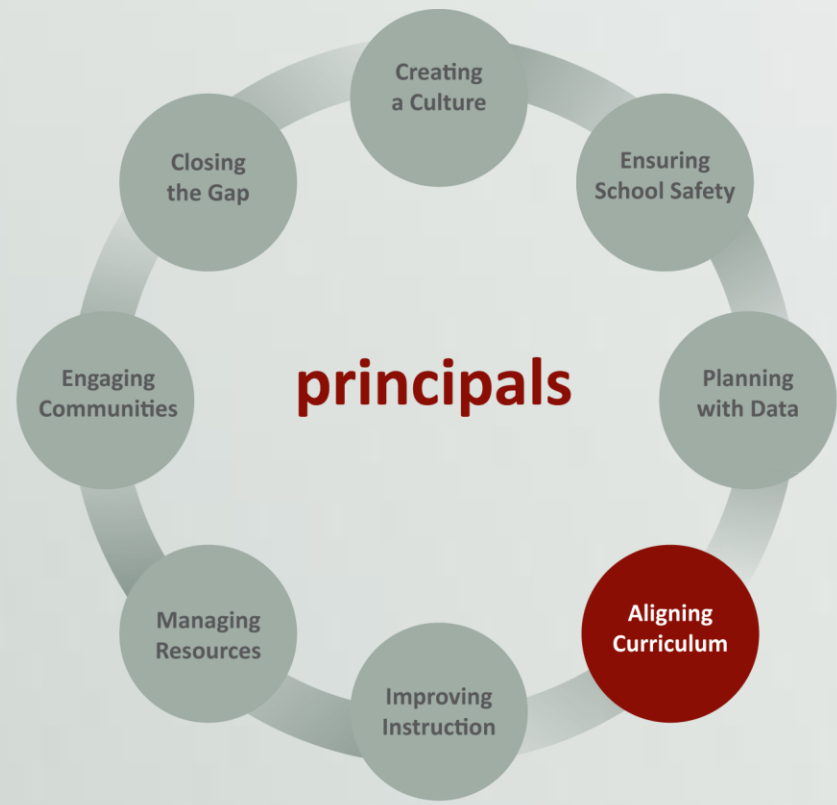 Creating
a Culture
Ensuring
School Safety
Planning
with Data
Aligning
Curriculum
Improving
Instruction
Managing
Resources
Engaging
Communities
Closing
the Gap
principals